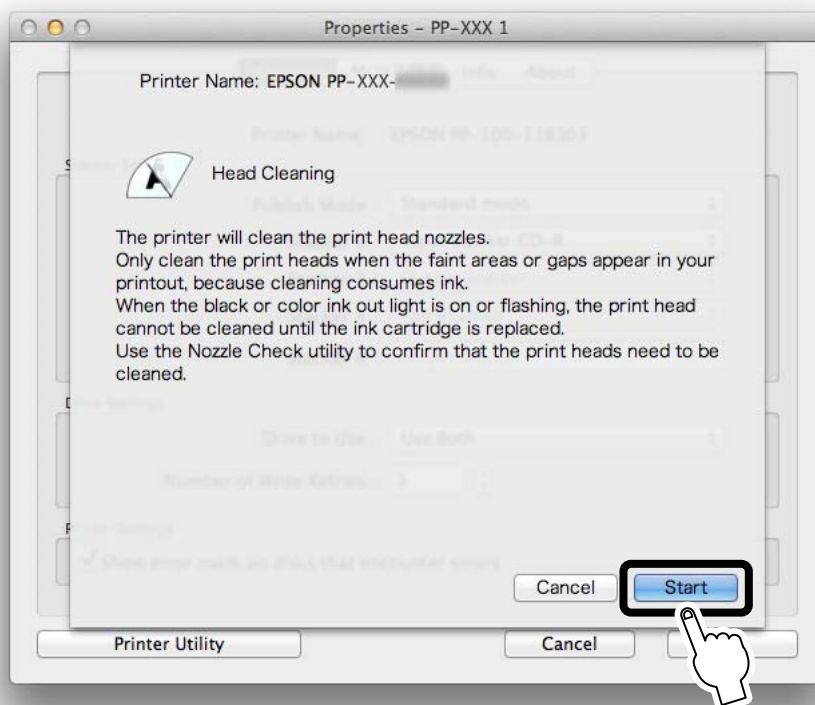 Properties – PP–XXX 1
Printer Name: EPSON PP–XXX-
Head Cleaning
The printer will clean the print head nozzles.
Only clean the print heads when the faint areas or gaps appear in your
printout, because cleaning consumes ink.
When the black or color ink out light is on or flashing, the print head
cannot be cleaned until the ink cartridge is replaced.
Use the Nozzle Check utility to confirm that the print heads need to be
cleaned.
Cancel
Start
Printer Utility
Cancel